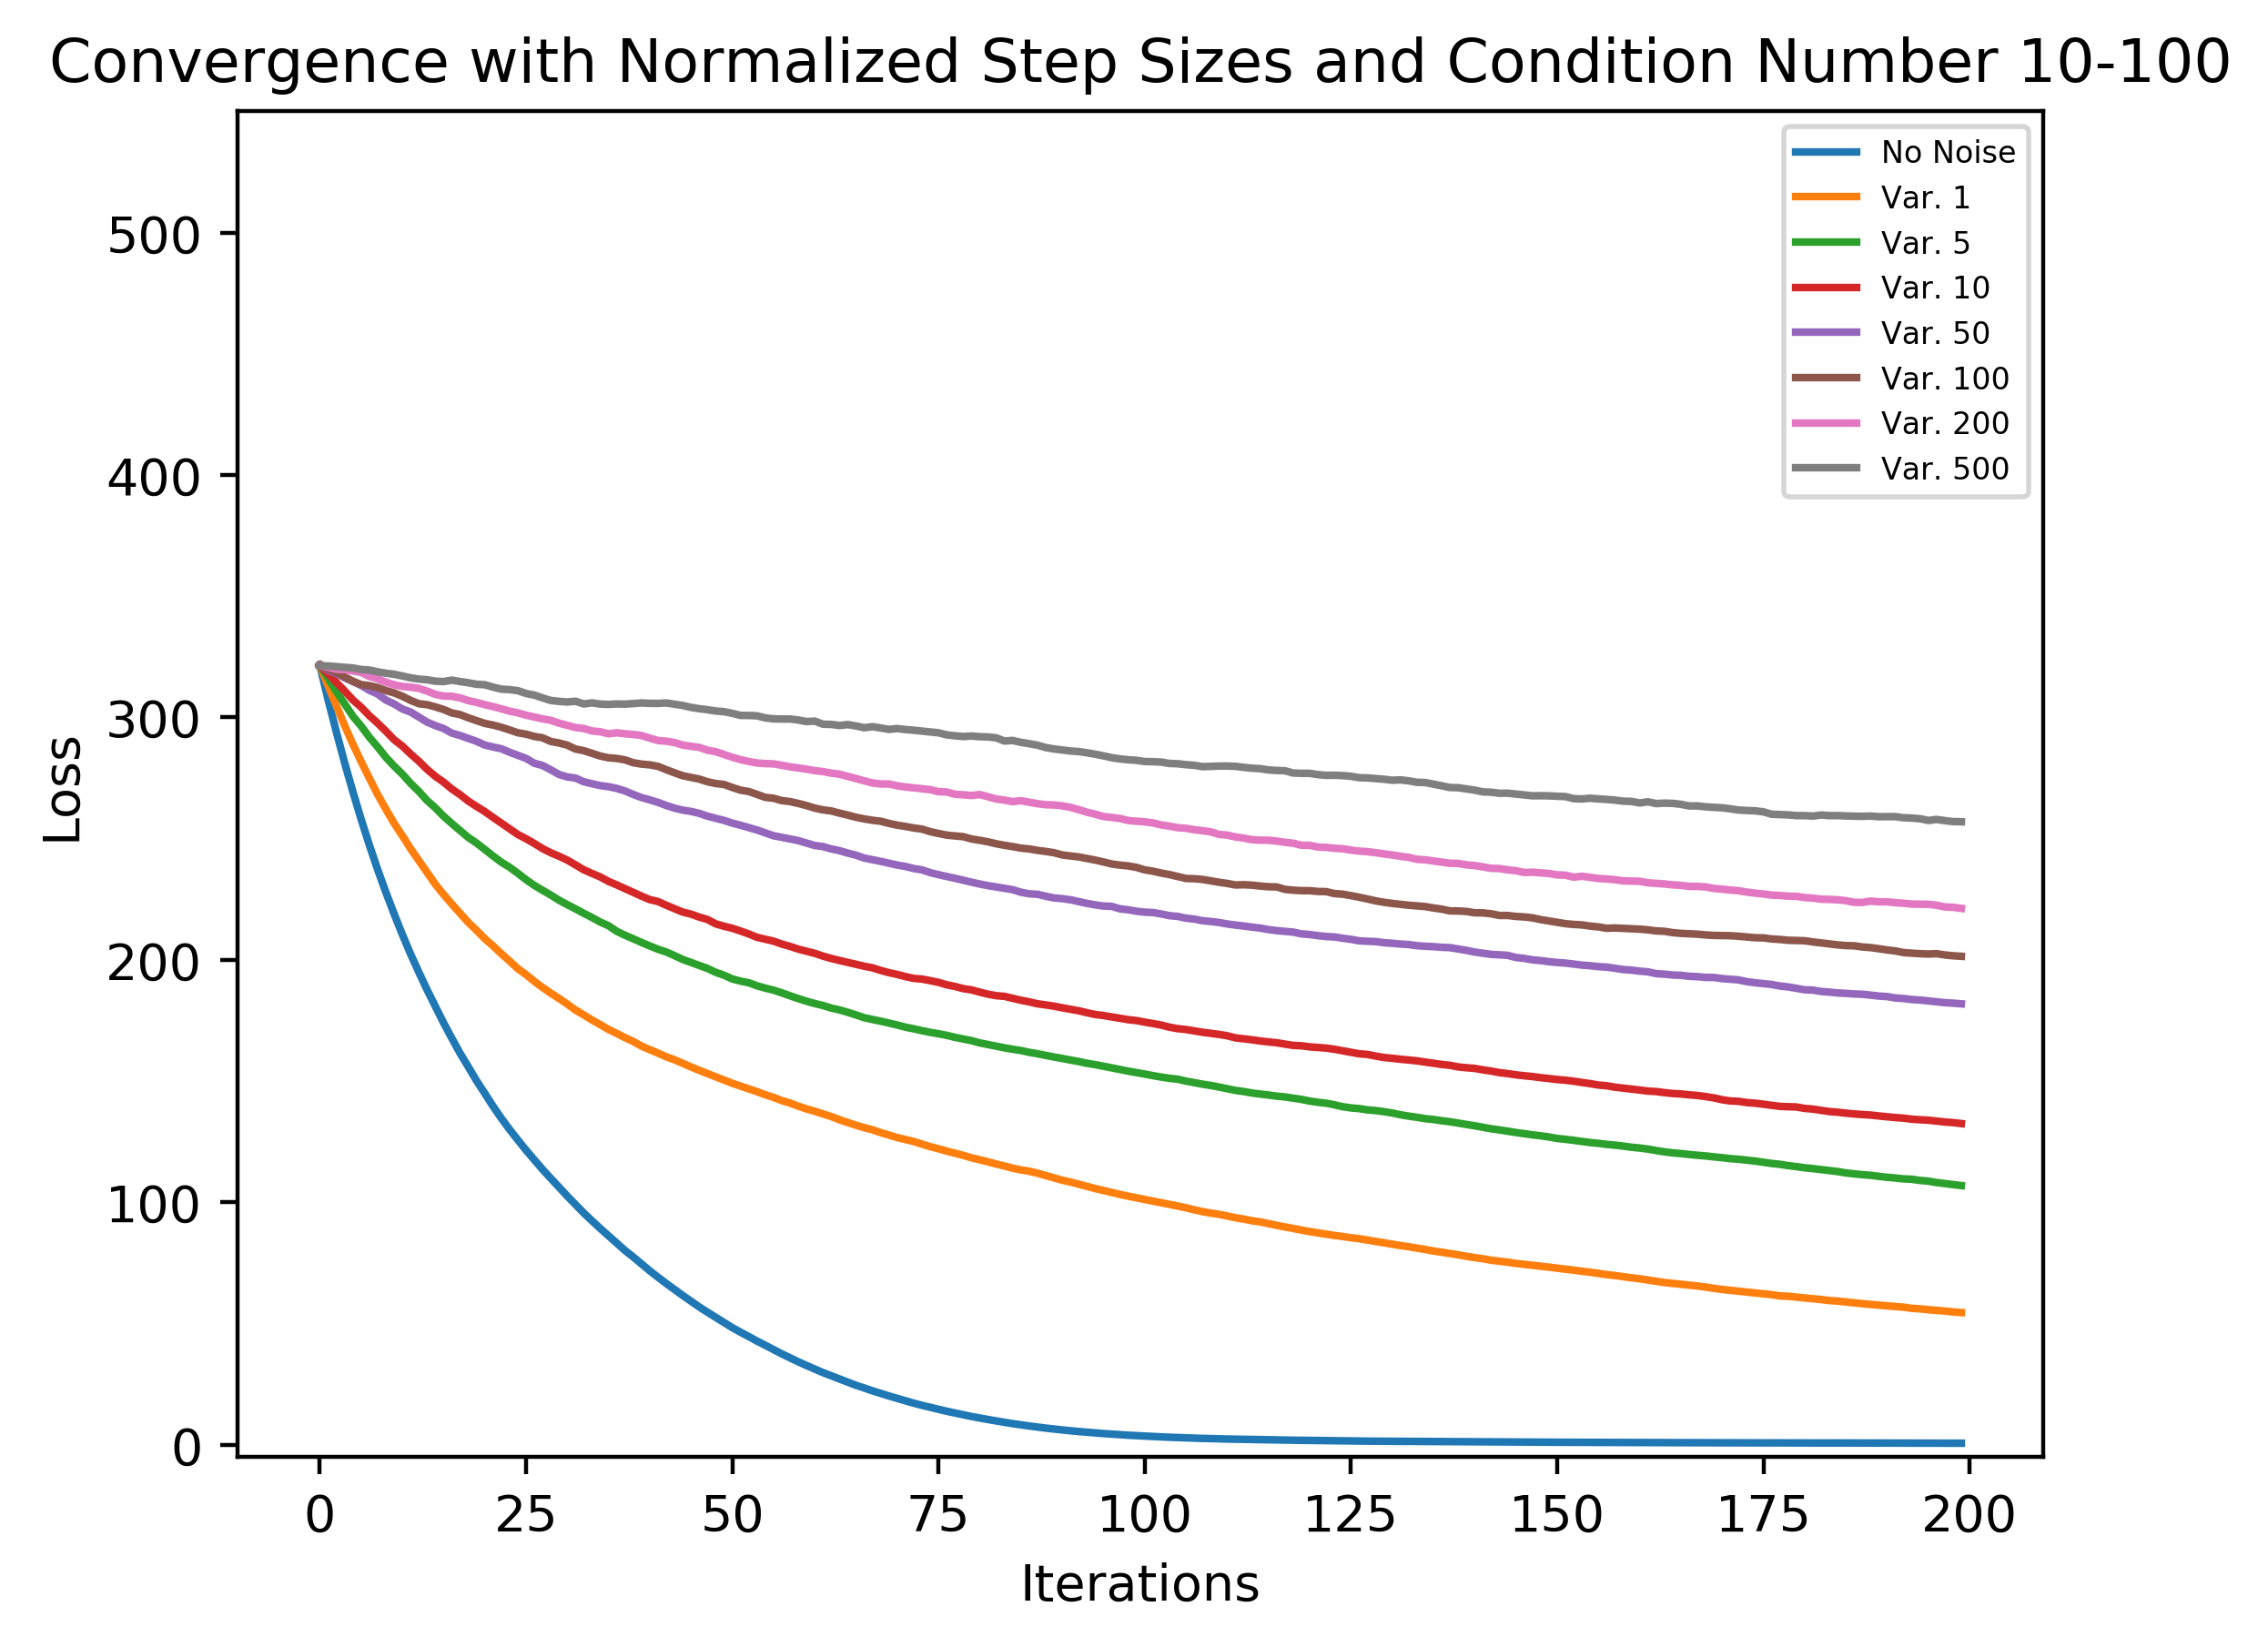 Convergence with Normalized Step Sizes and Condition Number 10-100
No Noise
Var. 1
Var. 5
Var. 10
Var. 50
Var. 100
Var. 200
Var. 500
500
400
300
200
100
0
Loss
0 25 50 75 100 125 150 175 200
Iterations